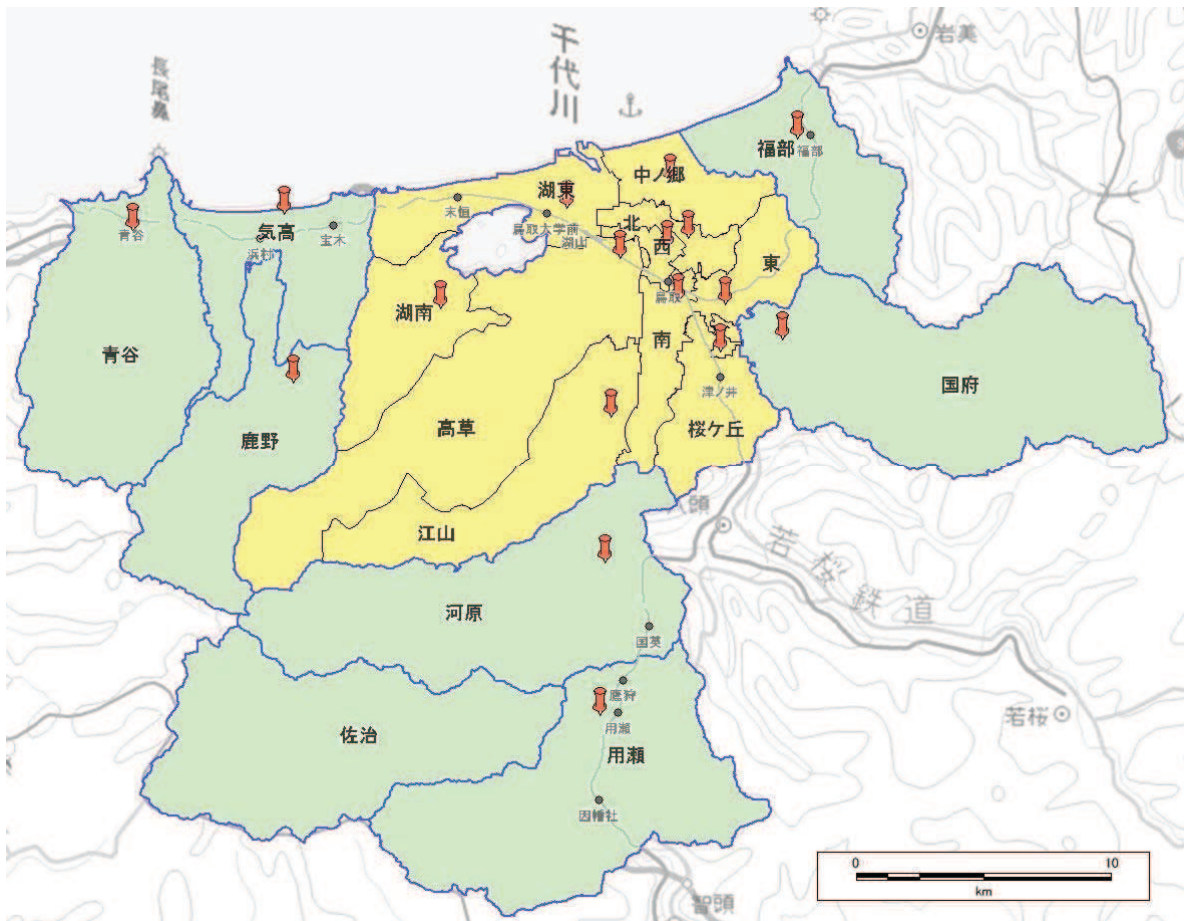 岩美
千代川
長尾鼻
福部
福部
中ノ郷
湖東
末恒
鳥取大学前
湖山
北
西
東
気高
青谷
浜村
宝木
鳥取
湖南
南
青谷
津ノ井
国府
鹿野
高草
桜ケ丘
江山
八頭
若桜鉄道
河原
国英
鷹狩
用瀬
若桜
佐治
用瀬
因幡社
智頭
0
10
km
9